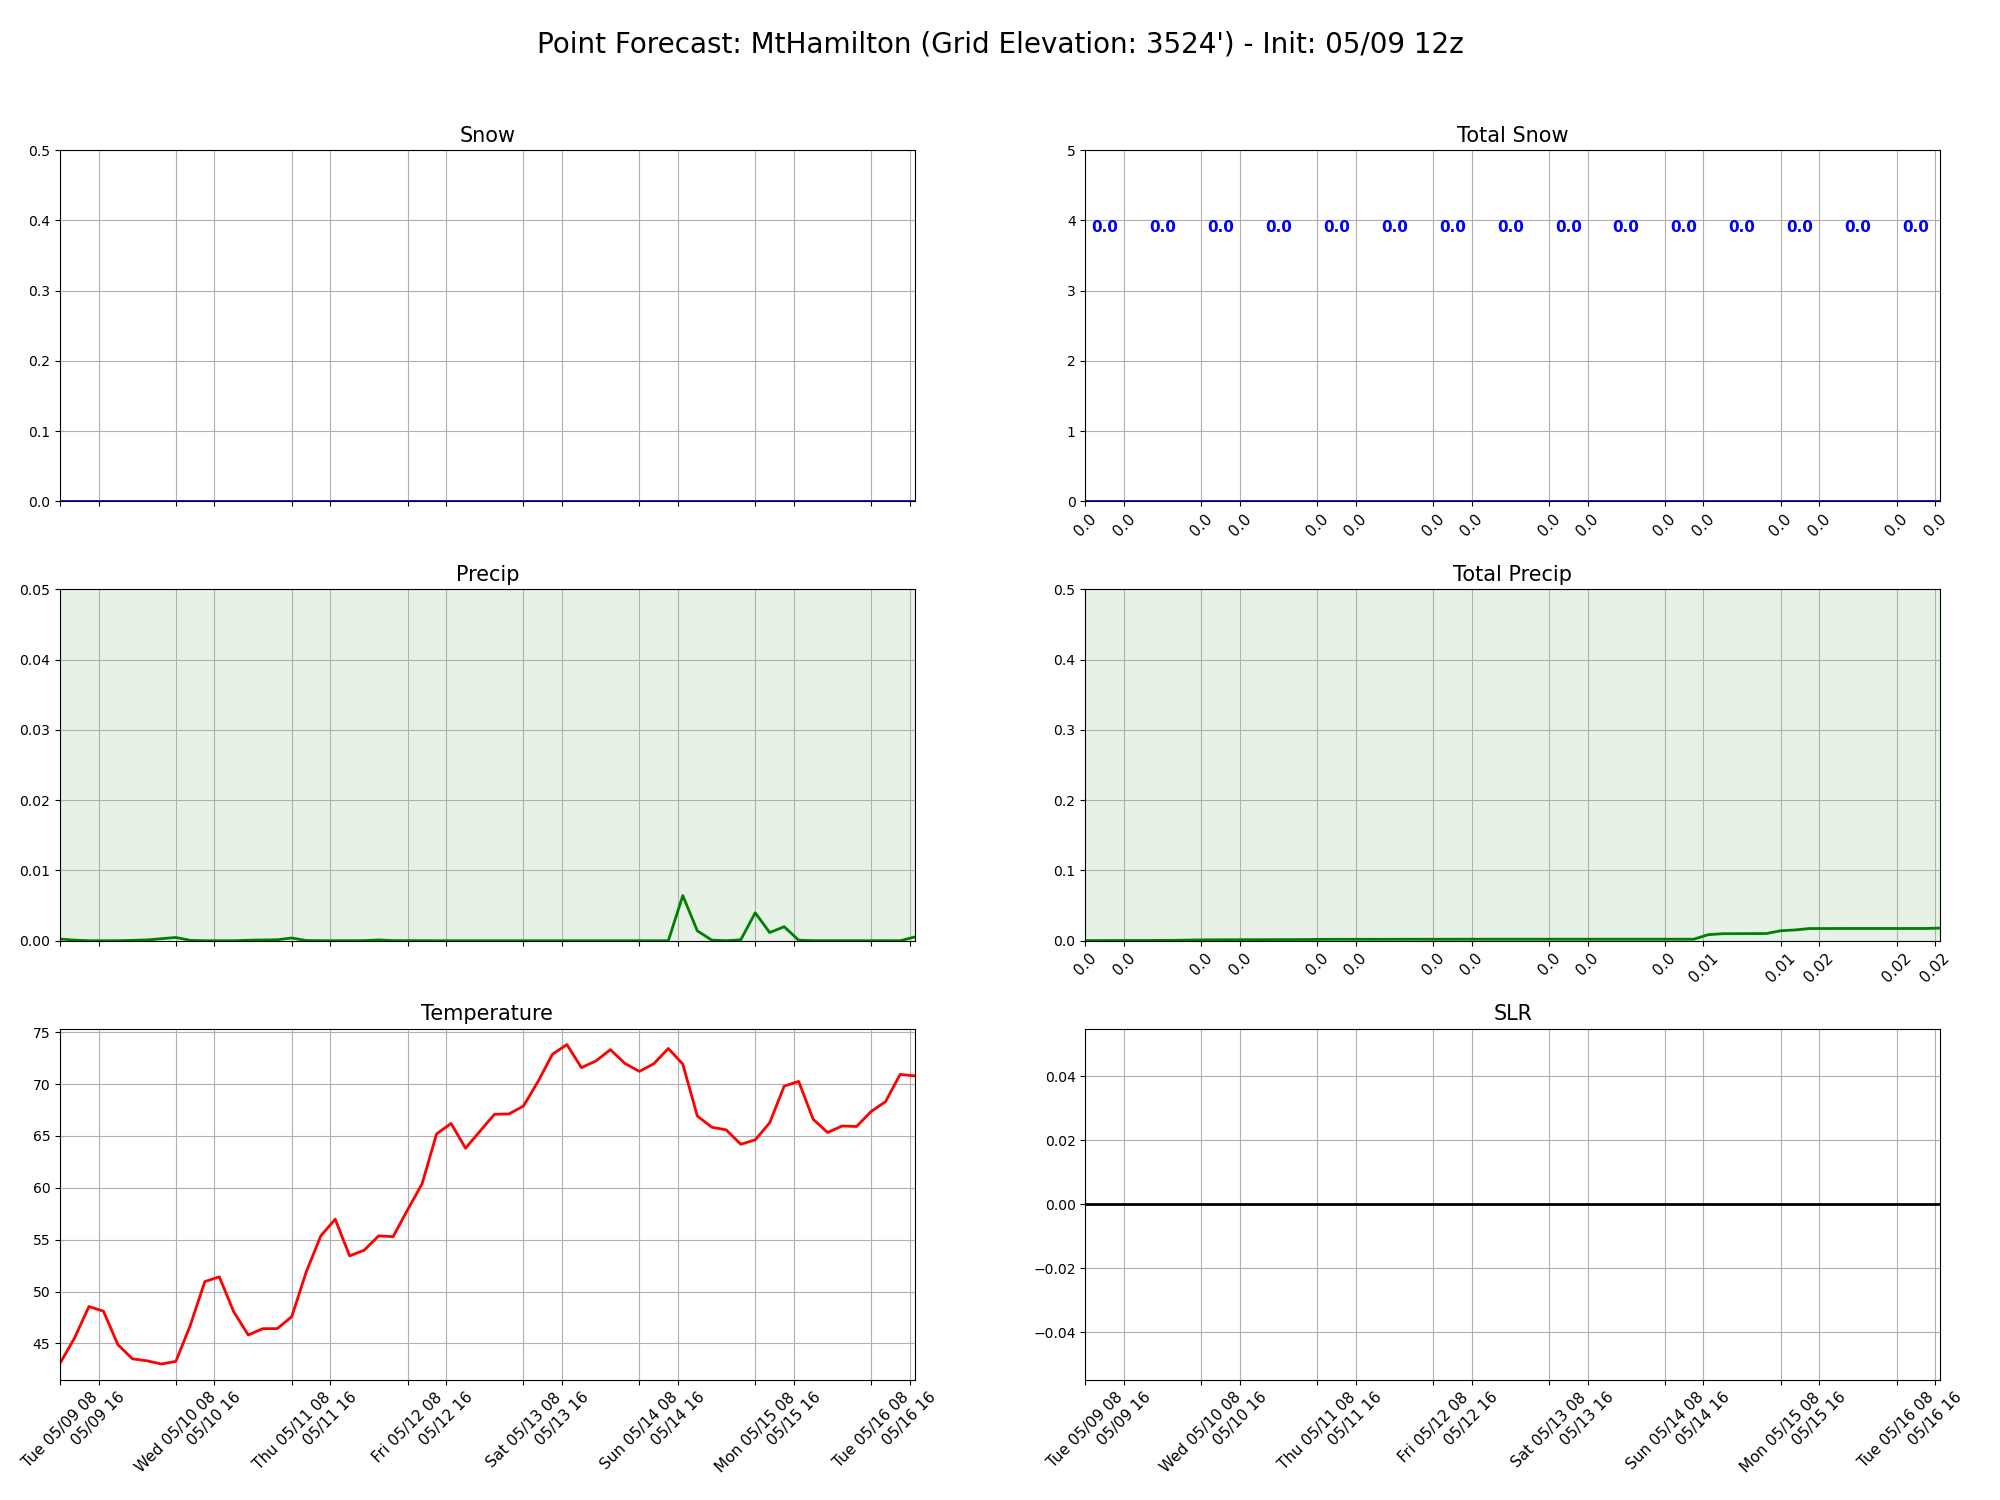 Point Forecast: MtHamilton (Grid Elevation: 3524') - Init: 05/09 12z
Snow
0.5
0.4
0.3
0.2
0.1
0.0
Total Snow
5
4
3
2
1
0
0.0 0.0 0.0 0.0 0.0 0.0 0.0 0.0 0.0 0.0 0.0 0.0 0.0 0.0 0.0
0.0 0.0 0.0 0.0 0.0 0.0 0.0 0.0 0.0 0.0 0.0 0.0 0.0 0.0 0.0 0.0
Precip
0.05
0.04
0.03
0.02
0.01
0.00
Total Precip
0.5
0.4
0.3
0.2
0.1
0.0
0.0 0.0 0.0 0.0 0.0 0.0 0.0 0.0 0.0 0.0 0.0 0.01 0.01 0.02 0.02 0.02
Temperature
75
70
65
60
55
50
45
Tue 05/09 08
05/09 16
Wed 05/10 08
05/10 16
Thu 05/11 08
05/11 16
Fri 05/12 08
05/12 16
Sat 05/13 08
05/13 16
Sun 05/14 08
05/14 16
Mon 05/15 08
05/15 16
Tue 05/16 08
05/16 16
SLR
0.04
0.02
0.00
−0.02
−0.04
Tue 05/09 08
05/09 16
Wed 05/10 08
05/10 16
Thu 05/11 08
05/11 16
Fri 05/12 08
05/12 16
Sat 05/13 08
05/13 16
Sun 05/14 08
05/14 16
Mon 05/15 08
05/15 16
Tue 05/16 08
05/16 16